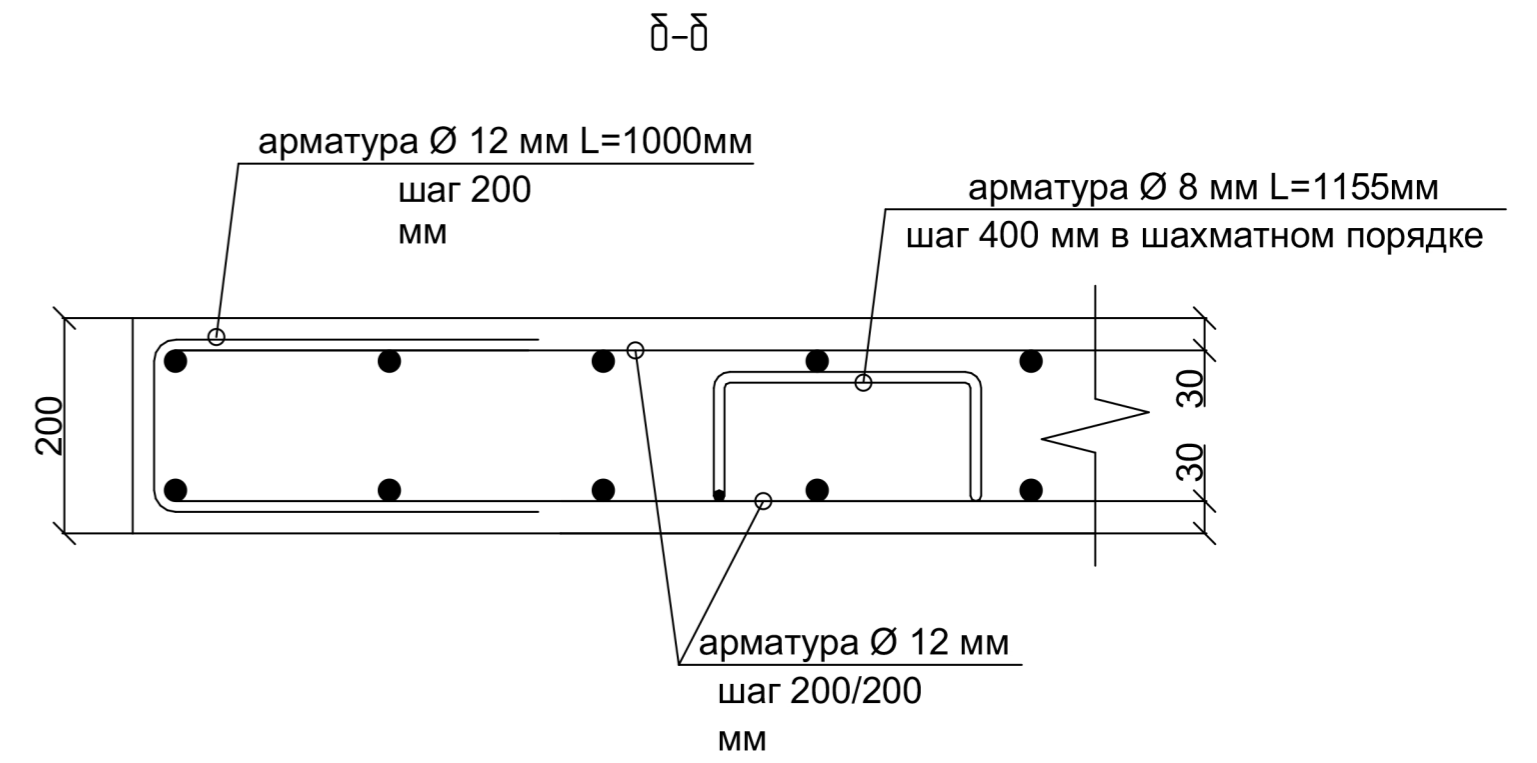 δ-δ
арматура Ø 12 мм L=1000мм
шаг 200
мм
арматура Ø 8 мм L=1155мм
шаг 400 мм в шахматном порядке
200
30
30
арматура Ø 12 мм
шаг 200/200
мм